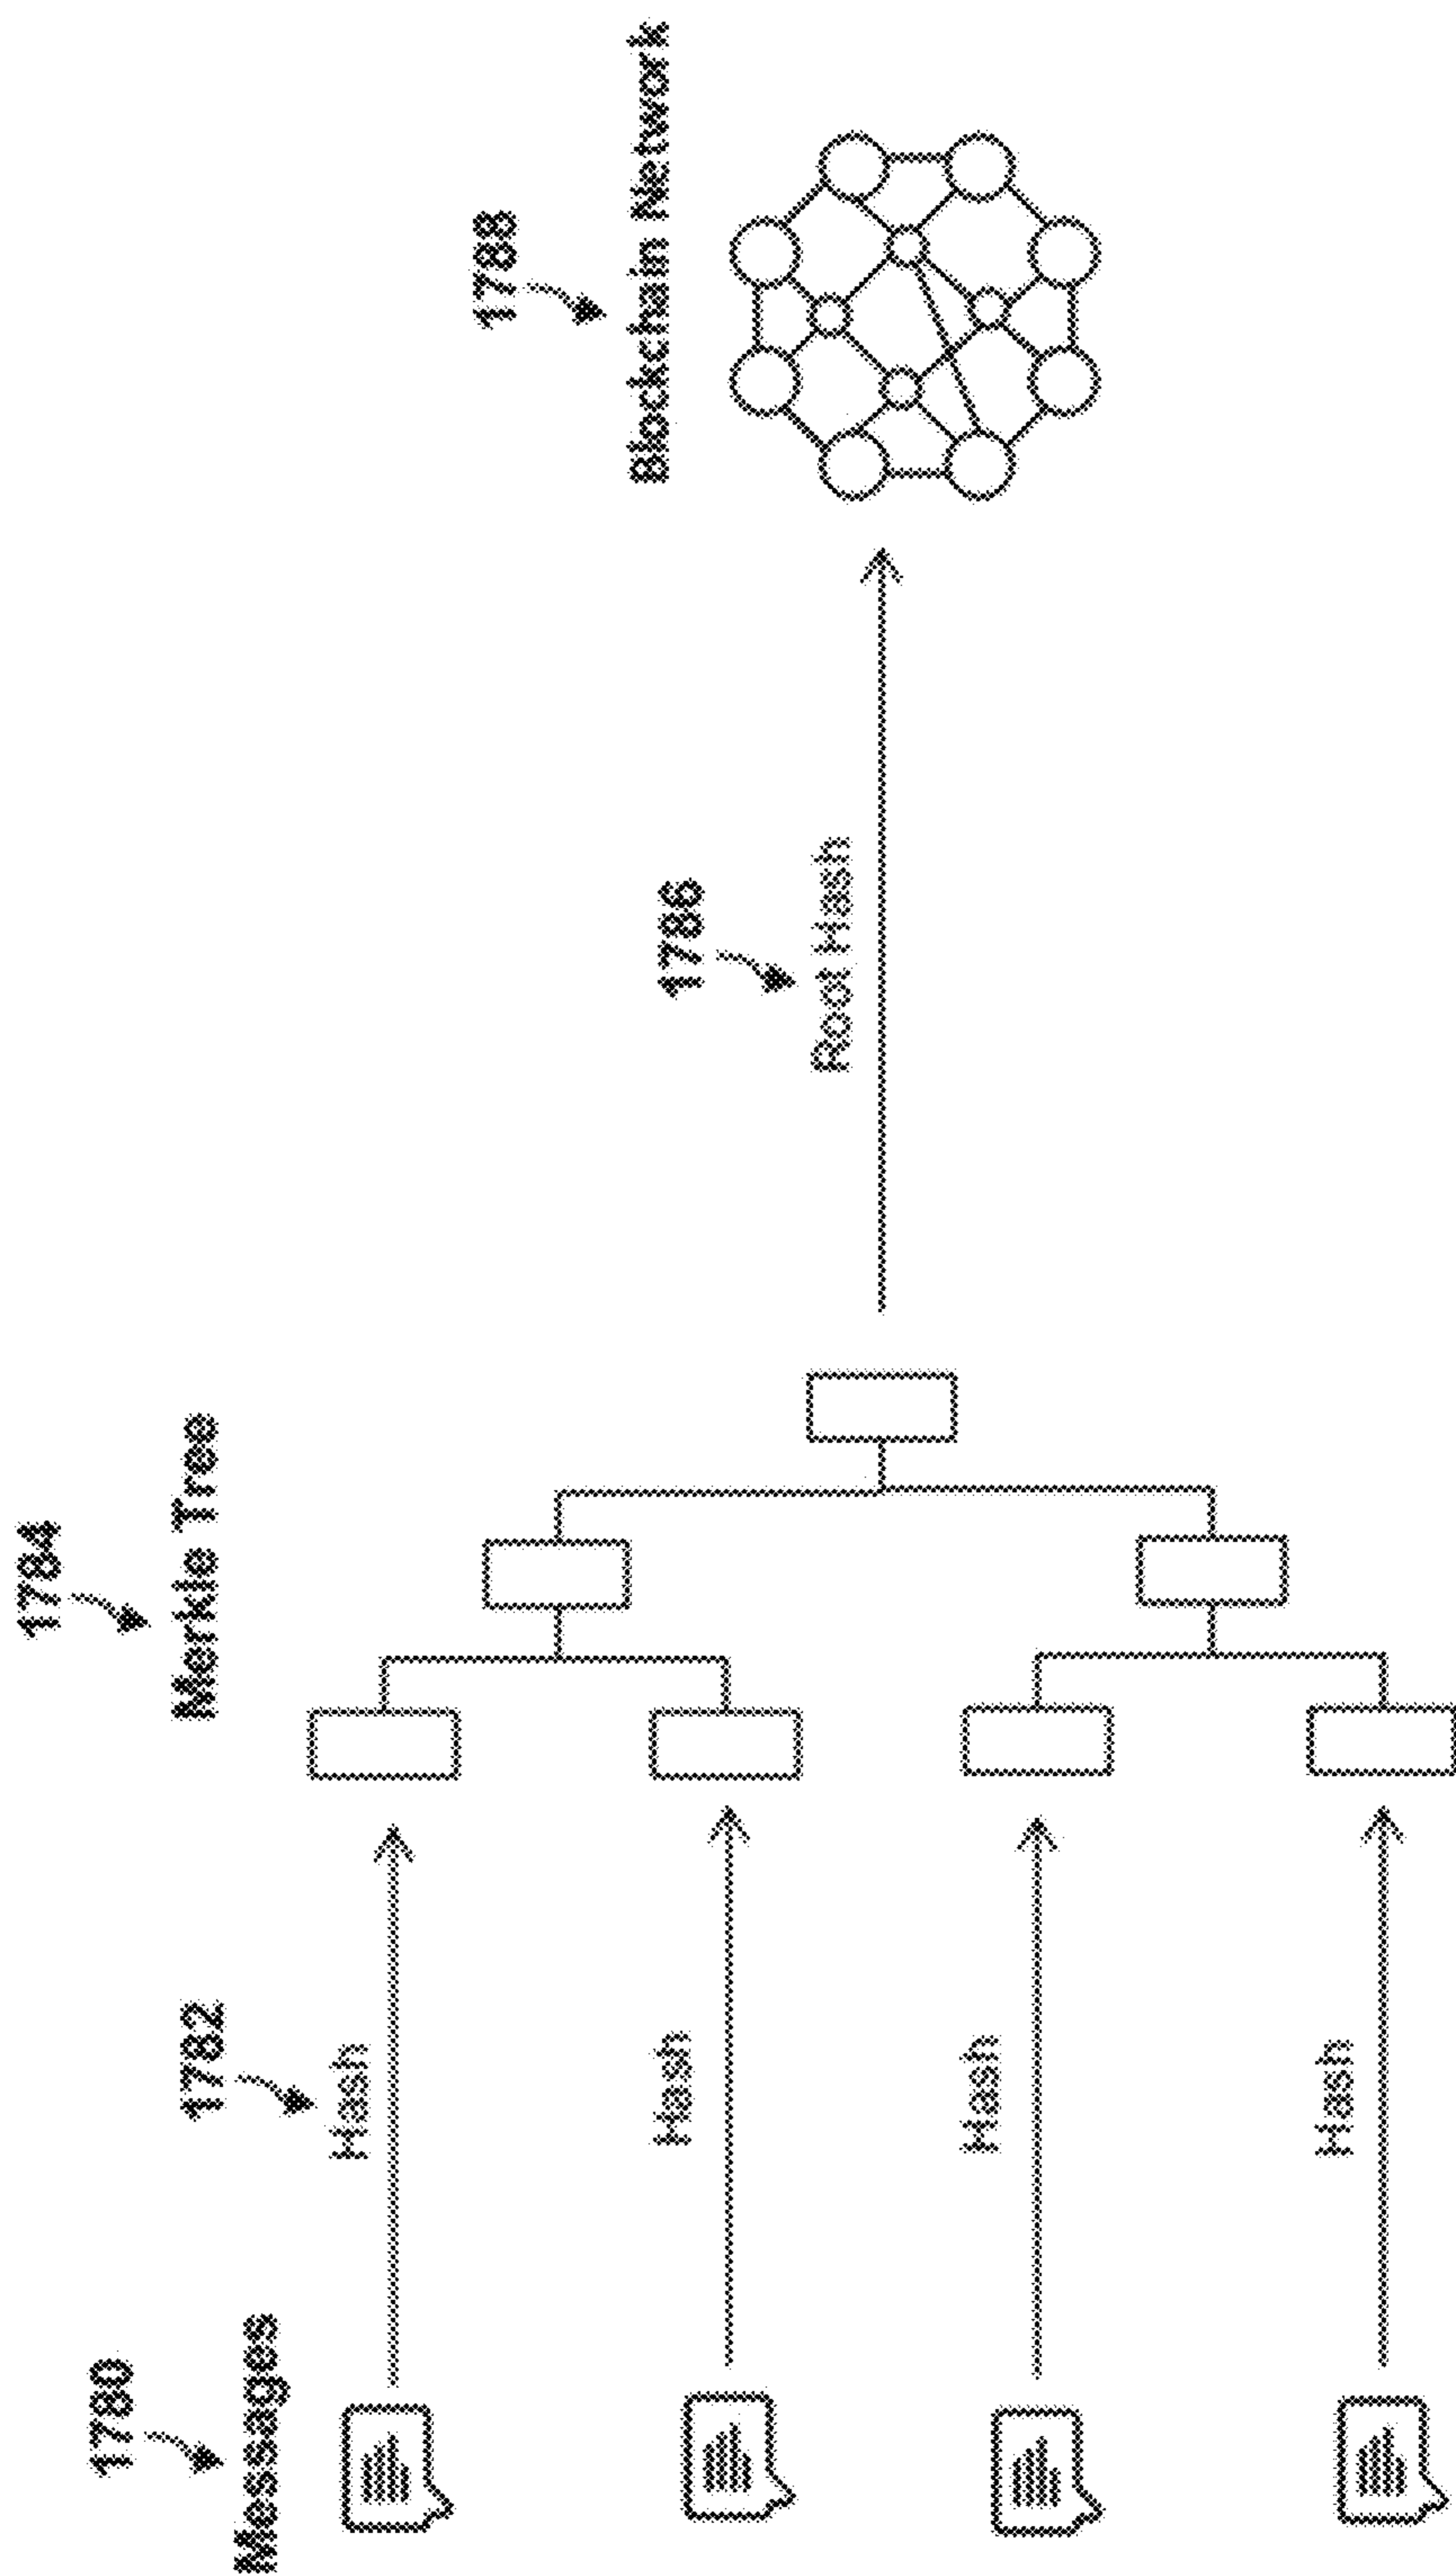 1780
Messages
1782
Hash
Hash
Hash
Hash
1784
Merkle Tree
1786
Root Hash
1788
Blockchain Network